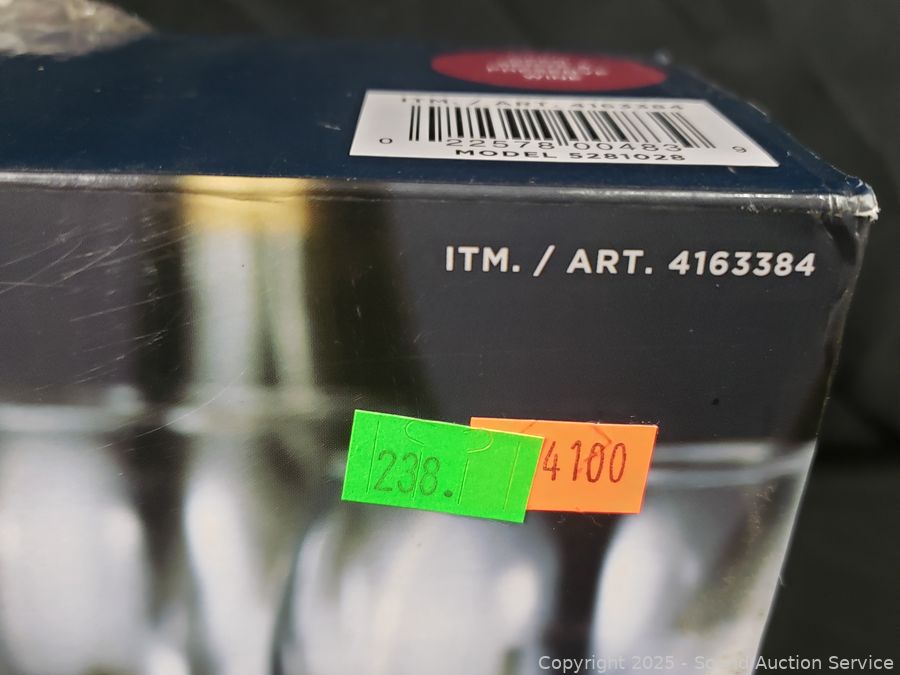 WINE
ITM. / ART. 4163384
0 22578 00483 9
MODEL 5281028
ITM. / ART. 4163384
238.
4100
Copyright 2025 - Sound Auction Service